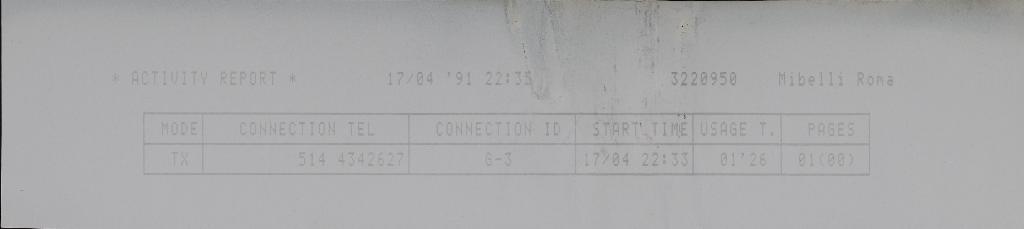 * ACTIVITY REPORT * 17/04 '91 22:35 3220950 Mibelli Roma
MODE CONNECTION TEL CONNECTION ID START TIME USAGE T. PAGES
TX 514 4342627 G-3 17/04 22:33 01'26 01(00)